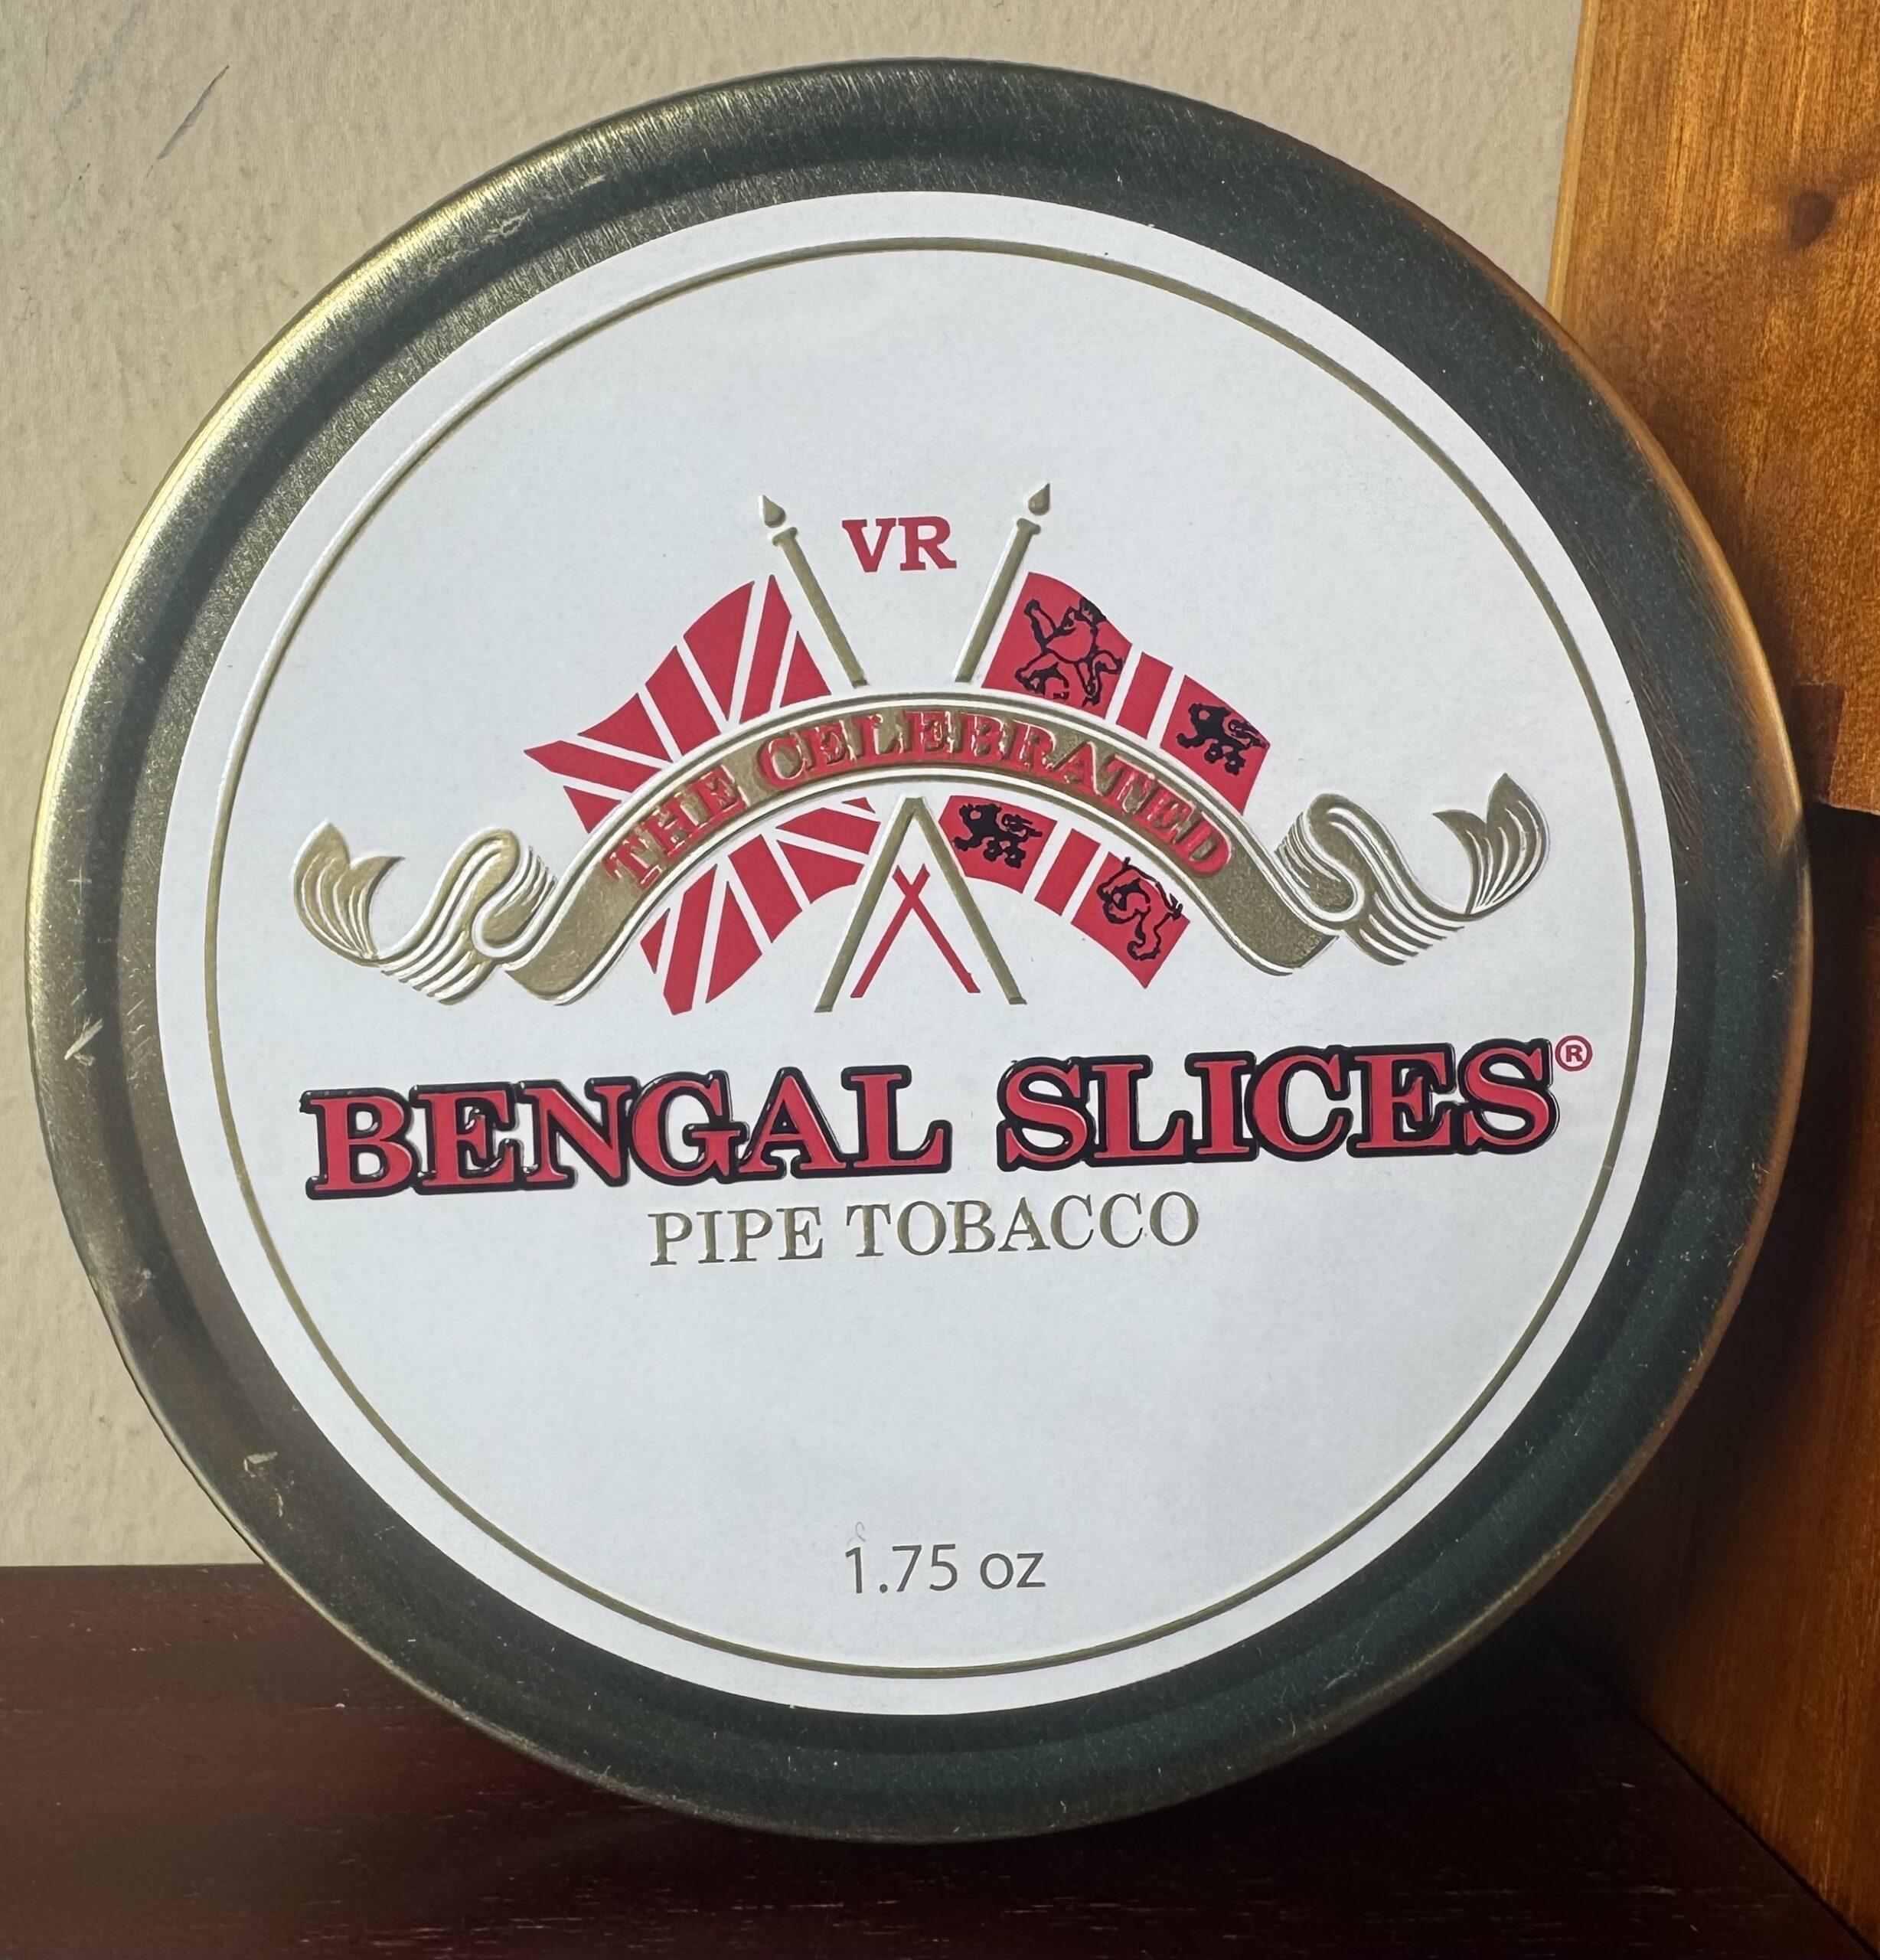 VR
THE CELEBRATED
BENGAL SLICES®
PIPE TOBACCO
1.75 oz